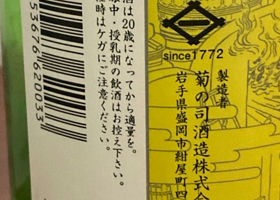 since1772
製造者
菊の司酒造株式会
岩手県盛岡市紺屋町四
酒は20歳になってから適量を。
中・授乳期の飲酒はお控え下さい。
時はケガにご注意ください。
536761620053